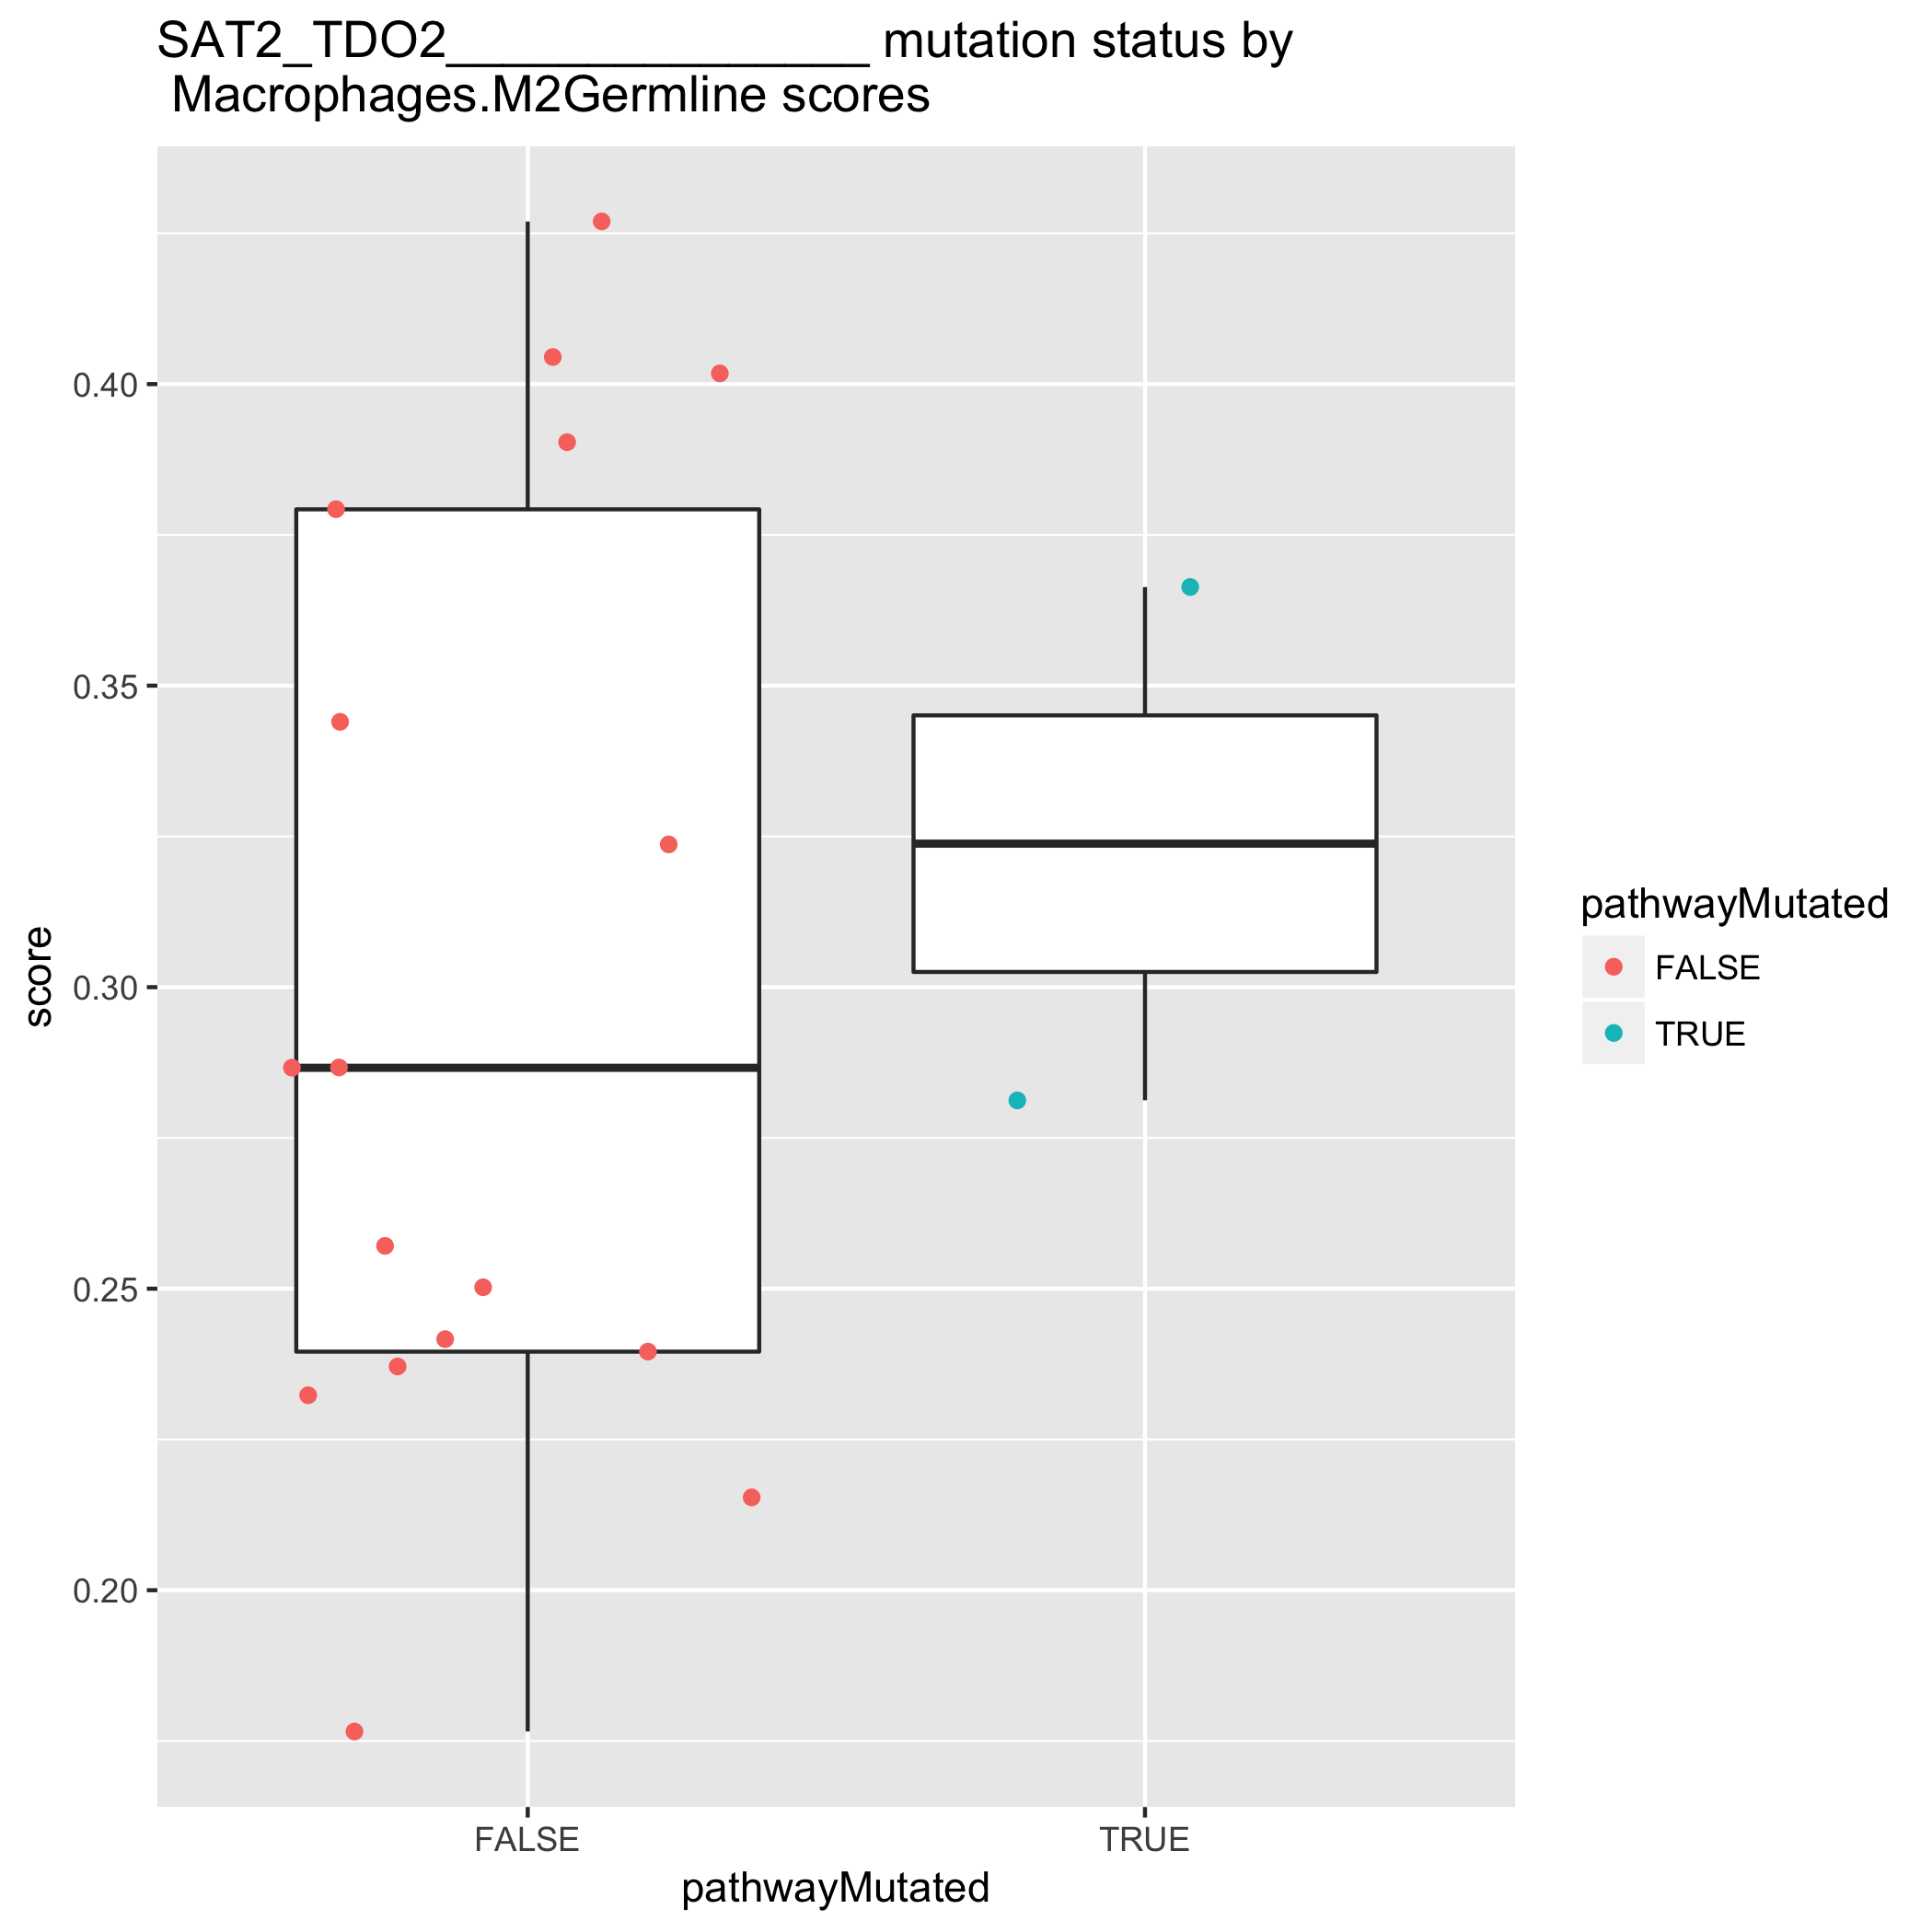 SAT2_TDO2_______________ mutation status by
Macrophages.M2Germline scores
score
0.40
0.35
0.30
0.25
0.20
FALSE
TRUE
pathwayMutated
pathwayMutated
FALSE
TRUE